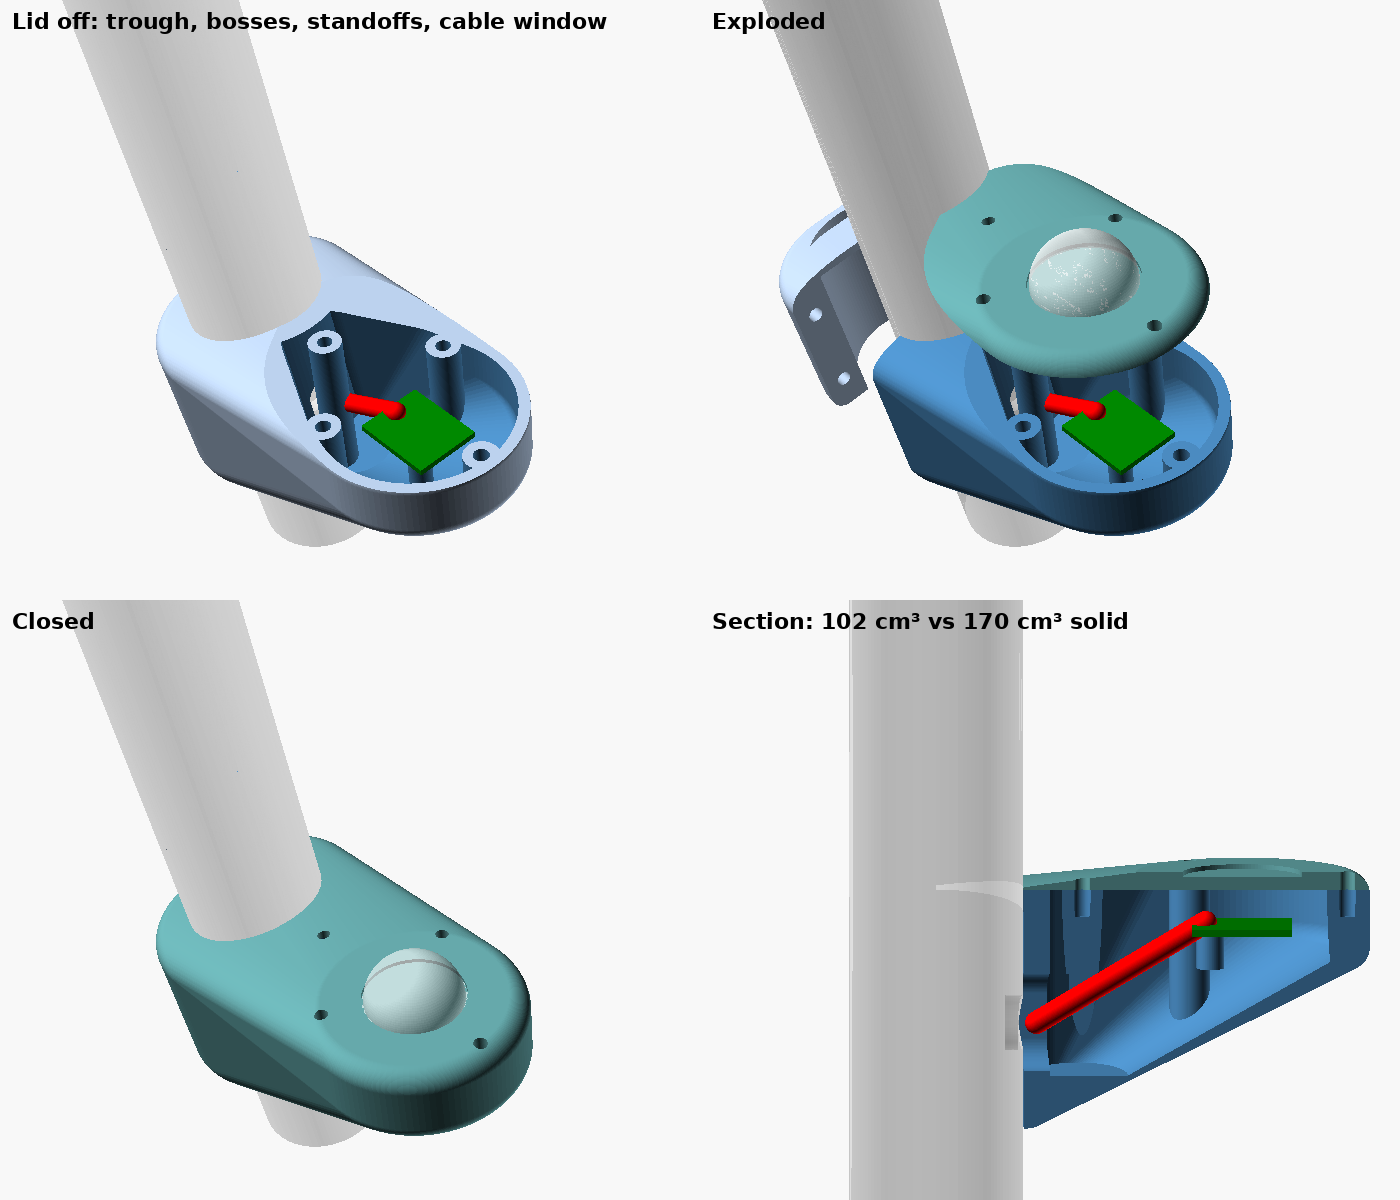 Lid off: trough, bosses, standoffs, cable window
Exploded
Closed
Section: 102 cm³ vs 170 cm³ solid